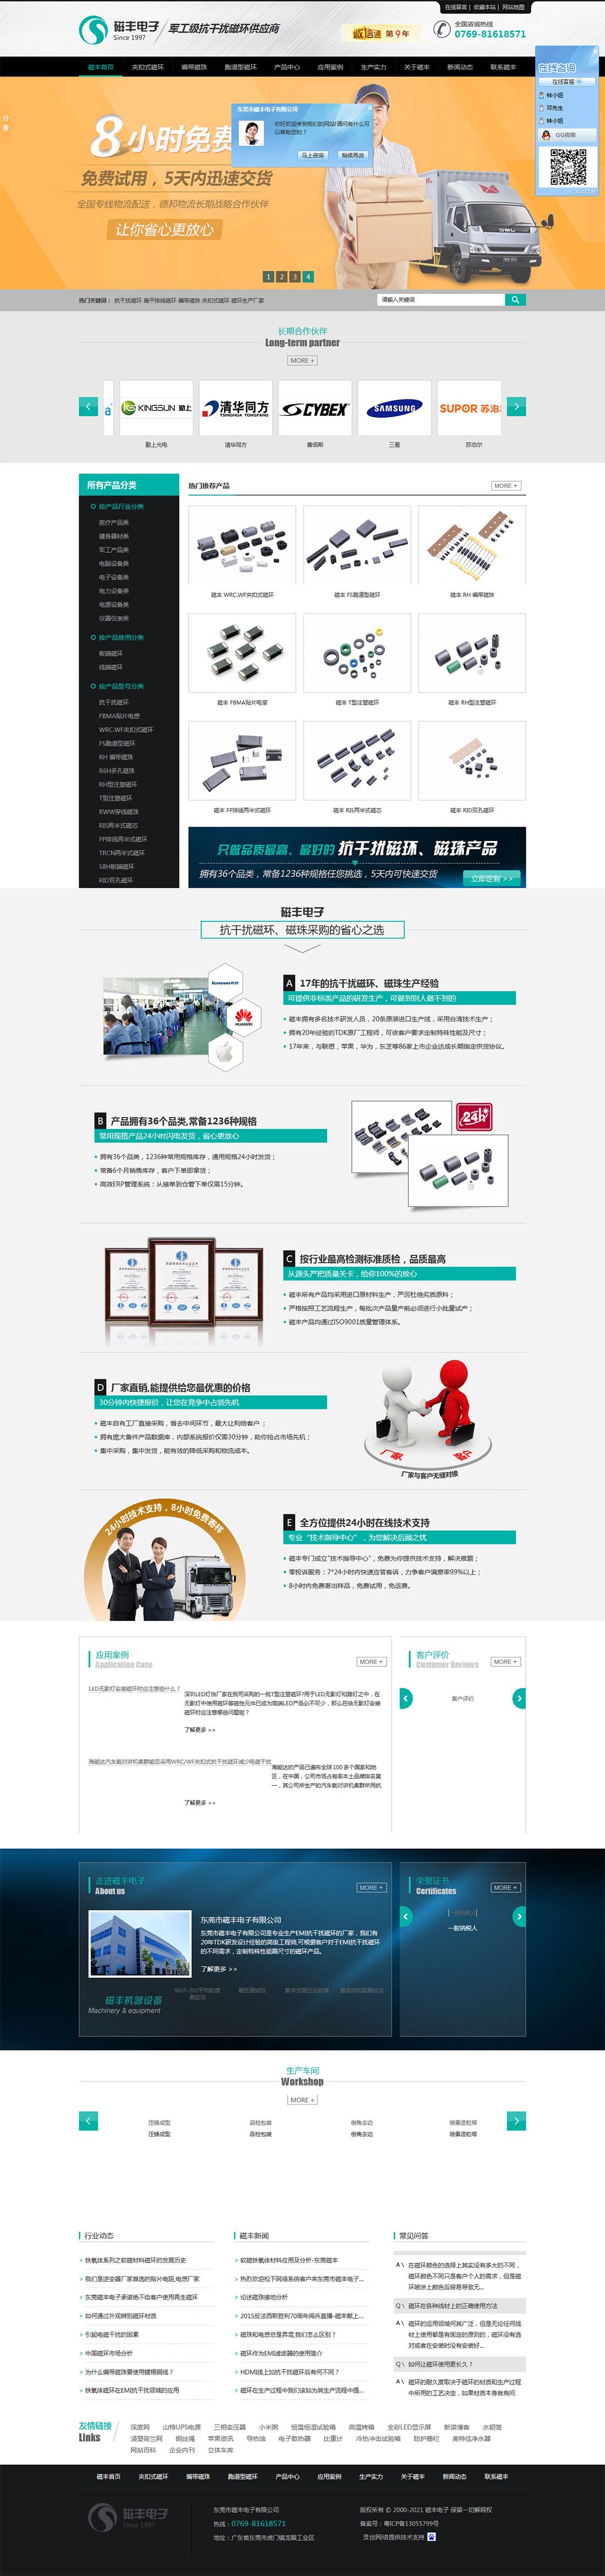 在线留言 | 收藏本站 | 网站地图
磁丰电子
Since 1997
军工级抗干扰磁环供应商
诚信通 第 9 年
全国咨询热线
0769-81618571
磁丰首页 夹扣式磁环 编带磁珠 跑道型磁环 产品中心 应用案例 生产实力 关于磁丰 新闻动态 联系磁丰
在线咨询
在线客服
钟小姐
邓先生
钟小姐
QQ咨询
分享
东莞市磁丰电子有限公司
你好欢迎来到我们的网站!请问有什么可以帮助您的?
马上咨询 稍候再说
8小时免费
免费试用,5天内迅速交货
全国专线物流配送,德邦物流长期战略合作伙伴
让你省心更放心
1 2 3 4
热门关键词: 抗干扰磁环 扁平排线磁环 编带磁珠 夹扣式磁环 磁环生产厂家
请输入关键词
长期合作伙伴
Long-term partner
MORE +
KINGSUN 勤上
清华同方
TSINGHUA TONGFANG
CYBEX
SAMSUNG
SUPOR 苏泊
勤上光电 清华同方 赛佰斯 三星 苏泊尔
所有产品分类
按产品行业分类
医疗产品类
健身器材类
军工产品类
电脑设备类
电子设备类
电力设备类
电源设备类
仪器仪表类
按产品使用分类
板端磁环
线端磁环
按产品型号分类
抗干扰磁环
FBMA贴片电感
WRC.WF夹扣式磁环
FS跑道型磁环
RH 编带磁珠
R6H多孔磁珠
RH型注塑磁环
T型注塑磁环
RWW穿线磁珠
RIS两半式磁芯
FP排线两半式磁环
TRCN两半式磁环
S8H板端磁环
RID双孔磁环
热门推荐产品
MORE +
磁丰 WRC.WF夹扣式磁环 磁丰 FS跑道型磁环 磁丰 RH 编带磁珠
磁丰 FBMA贴片电感 磁丰 T型注塑磁环 磁丰 RH型注塑磁环
磁丰 FP排线两半式磁环 磁丰 RIS两半式磁芯 磁丰 RID双孔磁环
只做品质最高、最好的 抗干扰磁环、磁珠产品
拥有36个品类,常备1236种规格任您挑选,5天内可快速交货
立即定制 >>
磁丰电子
抗干扰磁环、磁珠采购的省心之选
lenovo
HUAWEI
A 17年的抗干扰磁环、磁珠生产经验
可提供非标类产品的研发生产,可做到别人做不到的
磁丰拥有多名技术研发人员,20条原装进口生产线,采用台湾技术生产;
拥有20年经验的TDK原厂工程师,可依客户要求定制特殊性能及尺寸;
17年来,与联想,苹果,华为,东芝等86家上市企业达成长期指定供货协议。
B 产品拥有36个品类,常备1236种规格
常用规格产品24小时闪电发货,省心更放心
拥有36个品类,1236种常用规格库存,通用规格24小时发货;
常备6个月销售库存,客户下单即拿货;
高效ERP管理系统:从接单到仓管下单仅需15分钟。
24h
C 按行业最高检测标准质检,品质最高
从源头严把质量关卡,给你100%的放心
磁丰所有产品均采用进口原材料生产,严厉杜绝劣质原料;
严格按照工艺流程生产,每批次产品量产前必须进行小批量试产;
磁丰产品均通过ISO9001质量管理体系。
D 厂家直销,能提供给您最优惠的价格
30分钟内快捷报价,让您在竞争中占领先机
磁丰自有工厂直接采购,省去中间环节,最大让利给客户;
拥有庞大备件产品数据库,内部系统报价仅需30分钟,助你抢占市场先机;
集中采购,集中发货,能有效的降低采购和物流成本。
厂家 客户
厂家与客户无缝对接
24小时技术支持,8小时免费寄样
E 全方位提供24小时在线技术支持
专业“技术指导中心”,为您解决后顾之忧
磁丰专门成立“技术指导中心”,免费为你提供技术支持,解决难题;
零投诉服务:7*24小时内快速应答客诉,力争客户满意率99%以上;
8小时内免费寄出样品,免费试用,免运费。
应用案例
Application Case
MORE +
LED无影灯安装磁环时应注意些什么?
深圳LED灯饰厂家在我司采购的一批T型注塑磁环?用于LED无影灯和路灯之中,在无影灯中使用磁环等磁性元件已成为高端LED产品必不可少,那么在给无影灯安装磁环时应注意哪些问题呢?
了解更多 >>
海能达汽车载对讲机集群能否采用WRC/WF夹扣式抗干扰磁环减少电磁干扰
海能达的产品已遍布全球 100 多个国家和地区,在中国,公司市场占有率本土品牌排名第一,其公司所生产的汽车载对讲机集群所用抗
了解更多 >>
客户评价
Customer Reviews
MORE +
客户评价
走进磁丰电子
About us
MORE +
东莞市磁丰电子有限公司
东莞市磁丰电子有限公司是专业生产EMI抗干扰磁环的厂家,我们有20年TDK研发设计经验的高级工程师,可根据客户对于EMI抗干扰磁环的不同需求,定制特殊性能跟尺寸的磁环产品。
了解更多 >>
磁丰机器设备
Machinery & equipment
荣誉证书
Certificates
MORE +
一般纳税人
一般纳税人
生产车间
Workshop
MORE +
压铸成型 品检包装 倒角去边 喷雾造粒塔
压铸成型 品检包装 倒角去边 喷雾造粒塔
行业动态
铁氧体系列之软磁材料磁环的发展历史
我们是逆变器厂家首选的贴片电阻,电感厂家
东莞磁丰电子承诺绝不给客户使用再生磁环
如何通过外观辨别磁环材质
引起电磁干扰的因素
中国磁环市场分析
为什么编带磁珠要使用镀锡铜线?
铁氧体磁环在EMI抗干扰领域的应用
磁丰新闻
软磁铁氧体材料应用及分析-东莞磁丰
热烈欢迎松下网络系统客户来东莞市磁丰电子...
论述磁珠接地分析
2015反法西斯胜利70周年阅兵直播-磁丰献上...
磁珠和电感总是弄混,我们怎么区别?
磁环作为EMI滤波器的使用简介
HDMI线上加抗干扰磁环后有何不同?
磁环在生产过程中我们该如为其生产流程中提...
常见问答
A \ 在磁环颜色的选择上其实没有多大的不同,磁环颜色不同只是客户个人的需求,但是磁环喷涂上颜色后容易导致无...
Q \ 磁环在各种线材上的正确使用方法
A \ 磁环的运用领域何其广泛,但是无论任何线材上使用都是有固定的原则的,磁环没有选对或者在安装时没有安装好...
Q \ 如何让磁环使用更长久?
A \ 磁环的耐久度取决于磁环的材质和生产过程中所用的工艺决定,如果材质本身就有问
友情链接
Links
深度网 山特UPS电源 三相变压器 小米粥 恒温恒湿试验箱 高温烤箱 全彩LED显示屏 新浪博客 水貂笼
灌塑荷兰网 钢丝绳 苹果资讯 导热油 电子散热器 比重计 冷热冲击试验箱 防护栅栏 美特佳净水器
网站百科 企业内刊 立体车库
磁丰首页 夹扣式磁环 编带磁珠 跑道型磁环 产品中心 应用案例 生产实力 关于磁丰 新闻动态 联系磁丰
磁丰电子
Since 1997
东莞市磁丰电子有限公司
热线:0769-81618571
地址:广东省东莞市虎门镇龙眼工业区
版权所有 © 2000-2021 磁丰电子 保留一切解释权
备案号:粤ICP备13055799号
灵创网络提供技术支持